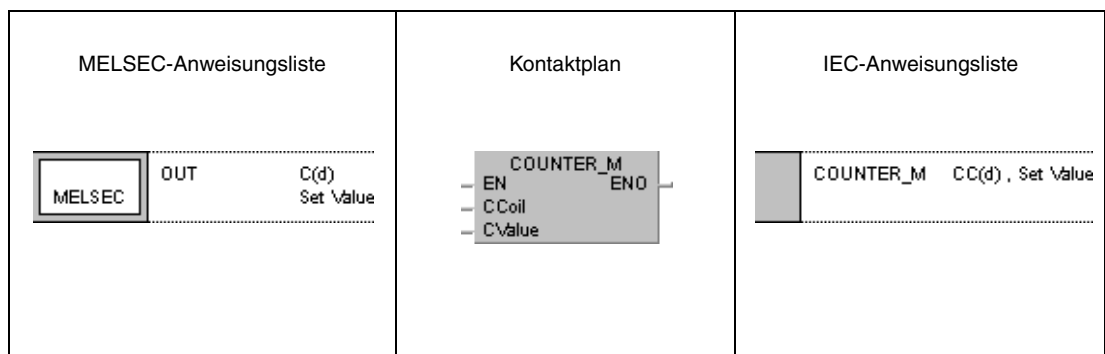 MELSEC-Anweisungsliste
Kontaktplan
IEC-Anweisungsliste
MELSEC
OUT C(d)
Set Value
COUNTER_M
EN ENO
CCoil
CValue
COUNTER_M CC(d) , Set Value